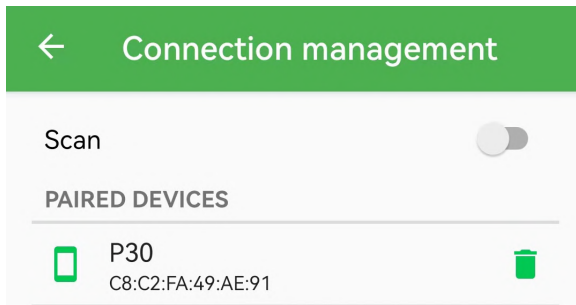 Connection management
Scan
PAIRED DEVICES
P30
C8:C2:FA:49:AE:91